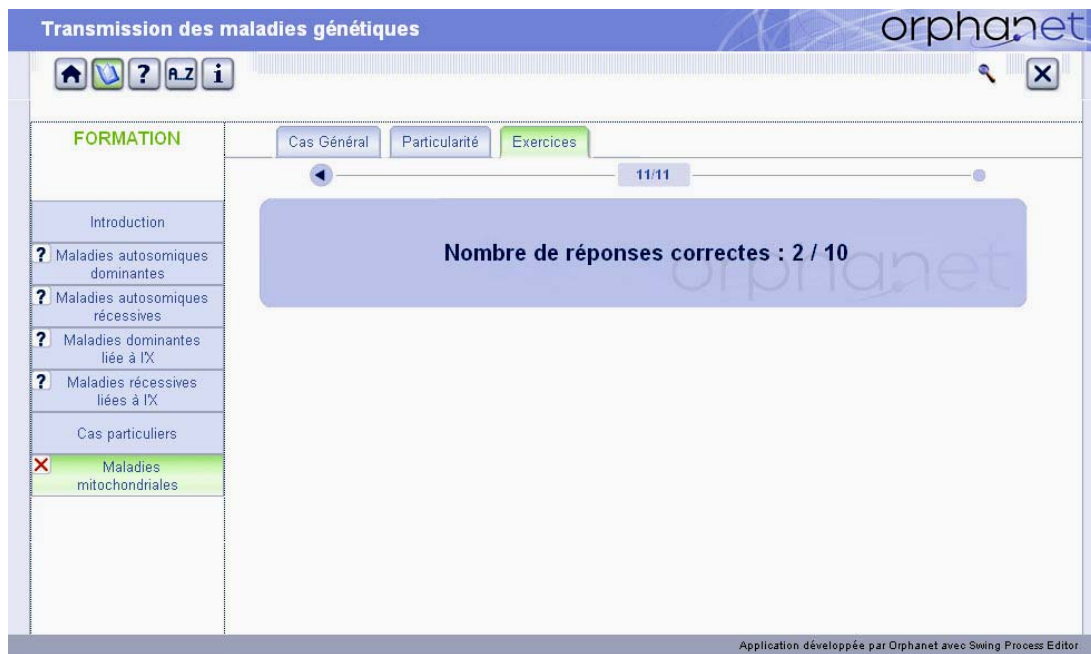 Transmission des maladies génétiques
orphanet
?
A..Z
i
FORMATION
Cas Général
Particularité
Exercices
11/11
Introduction
Nombre de réponses correctes : 2 / 10
orphanet
? Maladies autosomiques
dominantes
? Maladies autosomiques
récessives
? Maladies dominantes
liée à l'X
? Maladies récessives
liées à l'X
Cas particuliers
Maladies
mitochondriales
Application développée par Orphanet avec Swing Process Editor